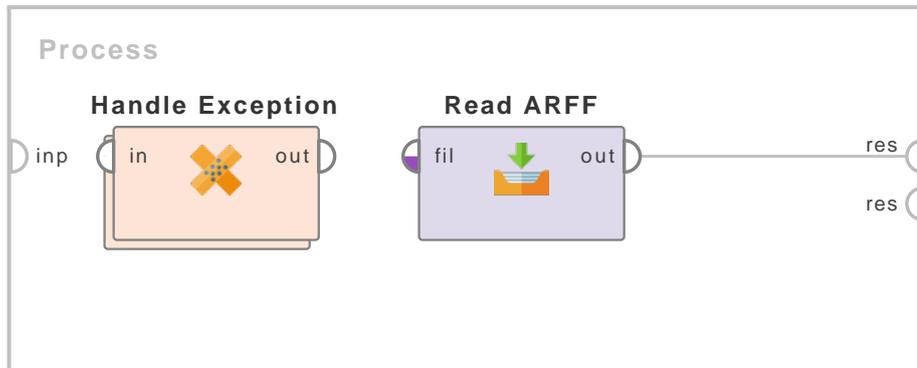 Process
Handle Exception
Read ARFF
inp
in
out
fil
out
res
res